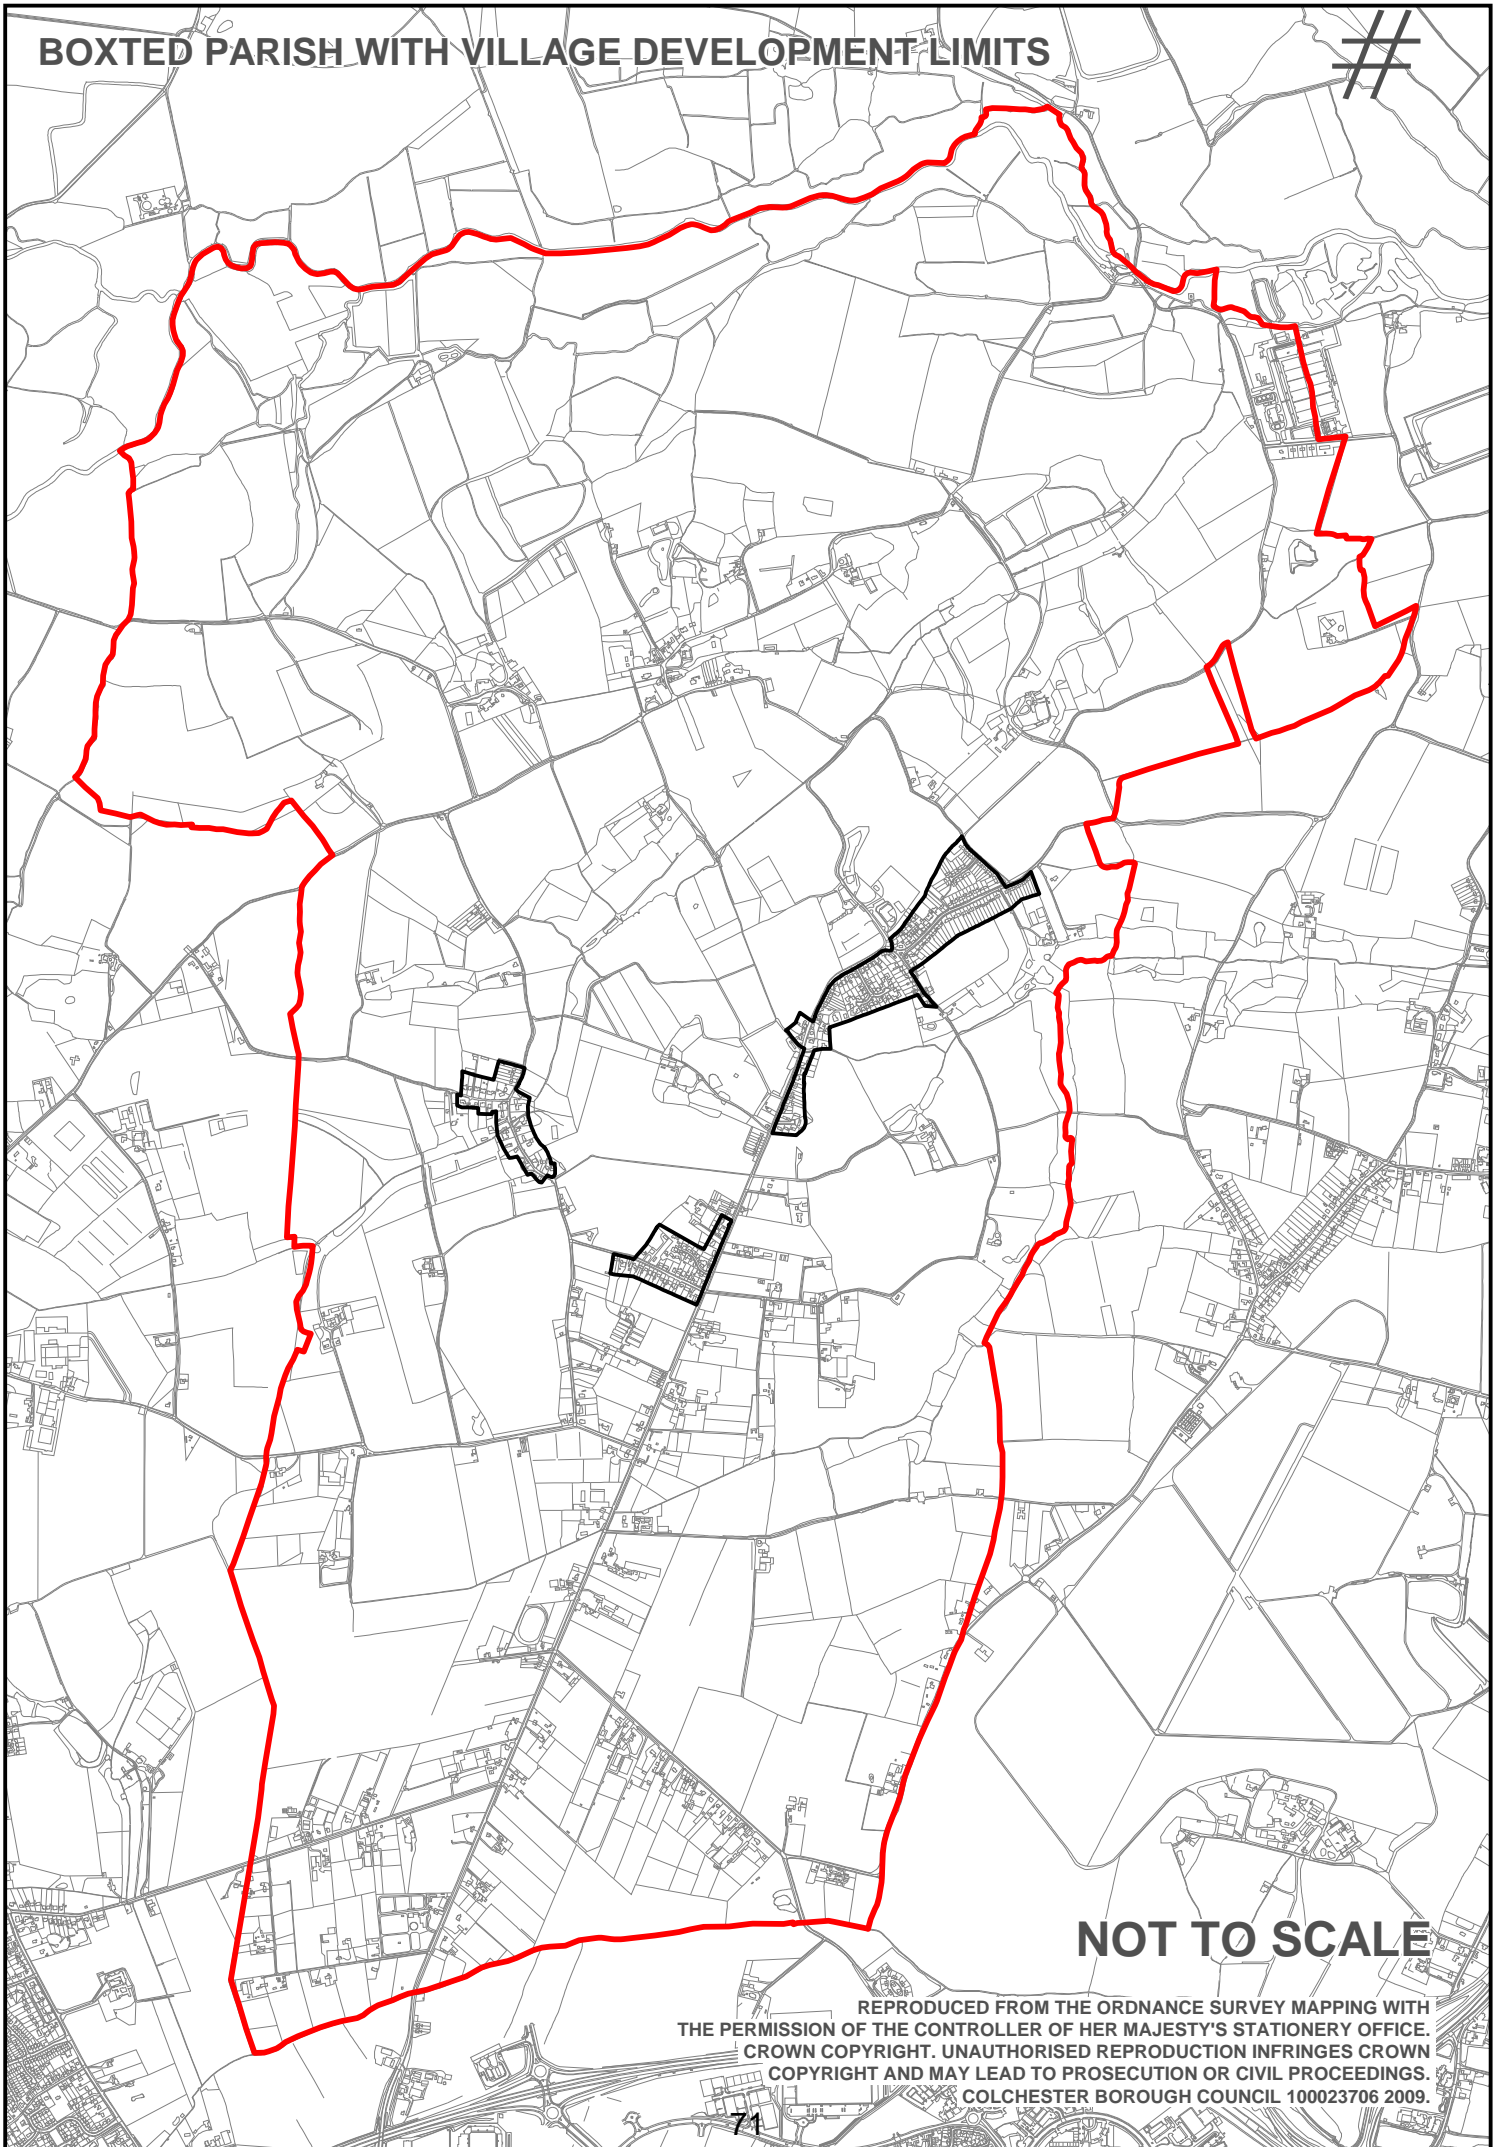 BOXTED PARISH WITH VILLAGE DEVELOPMENT LIMITS
#
NOT TO SCALE
REPRODUCED FROM THE ORDNANCE SURVEY MAPPING WITH
THE PERMISSION OF THE CONTROLLER OF HER MAJESTY'S STATIONERY OFFICE.
CROWN COPYRIGHT. UNAUTHORISED REPRODUCTION INFRINGES CROWN
COPYRIGHT AND MAY LEAD TO PROSECUTION OR CIVIL PROCEEDINGS.
COLCHESTER BOROUGH COUNCIL 100023706 2009.
71